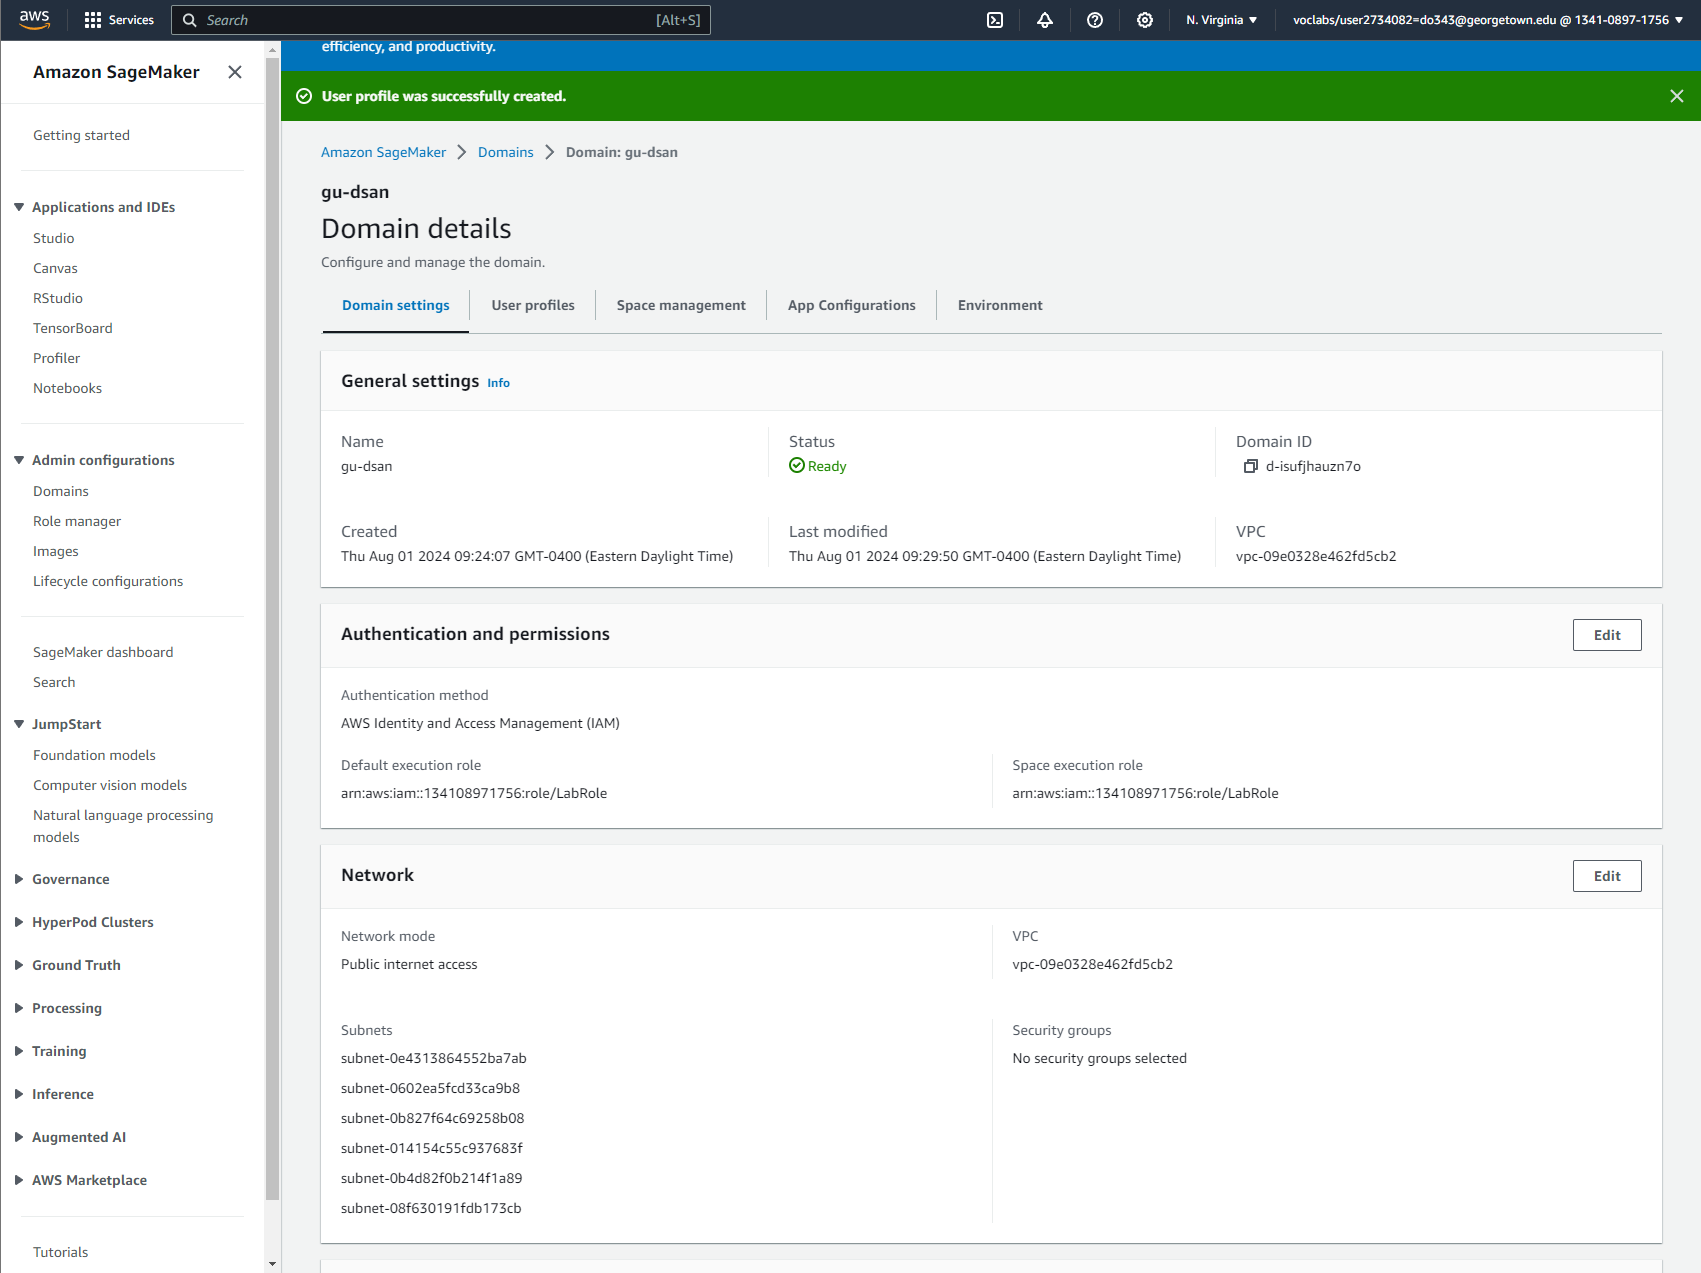 aws
Services
Search
[Alt+S]
N. Virginia
voclabs/user2734082=do343@georgetown.edu @ 1341-0897-1756
Amazon SageMaker
Getting started
Applications and IDEs
Studio
Canvas
RStudio
TensorBoard
Profiler
Notebooks
Admin configurations
Domains
Role manager
Images
Lifecycle configurations
SageMaker dashboard
Search
JumpStart
Foundation models
Computer vision models
Natural language processing
models
Governance
HyperPod Clusters
Ground Truth
Processing
Training
Inference
Augmented AI
AWS Marketplace
Tutorials
efficiency, and productivity.
User profile was successfully created.
Amazon SageMaker
Domains
Domain: gu-dsan
gu-dsan
Domain details
Configure and manage the domain.
Domain settings
User profiles
Space management
App Configurations
Environment
General settings Info
Name
gu-dsan
Status
Ready
Domain ID
d-isufjhauzn7o
Created
Thu Aug 01 2024 09:24:07 GMT-0400 (Eastern Daylight Time)
Last modified
Thu Aug 01 2024 09:29:50 GMT-0400 (Eastern Daylight Time)
VPC
vpc-09e0328e462fd5cb2
Authentication and permissions
Edit
Authentication method
AWS Identity and Access Management (IAM)
Default execution role
arn:aws:iam::134108971756:role/LabRole
Space execution role
arn:aws:iam::134108971756:role/LabRole
Network
Edit
Network mode
Public internet access
VPC
vpc-09e0328e462fd5cb2
Subnets
subnet-0e4313864552ba7ab
subnet-0602ea5fcd33ca9b8
subnet-0b827f64c69258b08
subnet-014154c55c937683f
subnet-0b4d82f0b214f1a89
subnet-08f630191fdb173cb
Security groups
No security groups selected